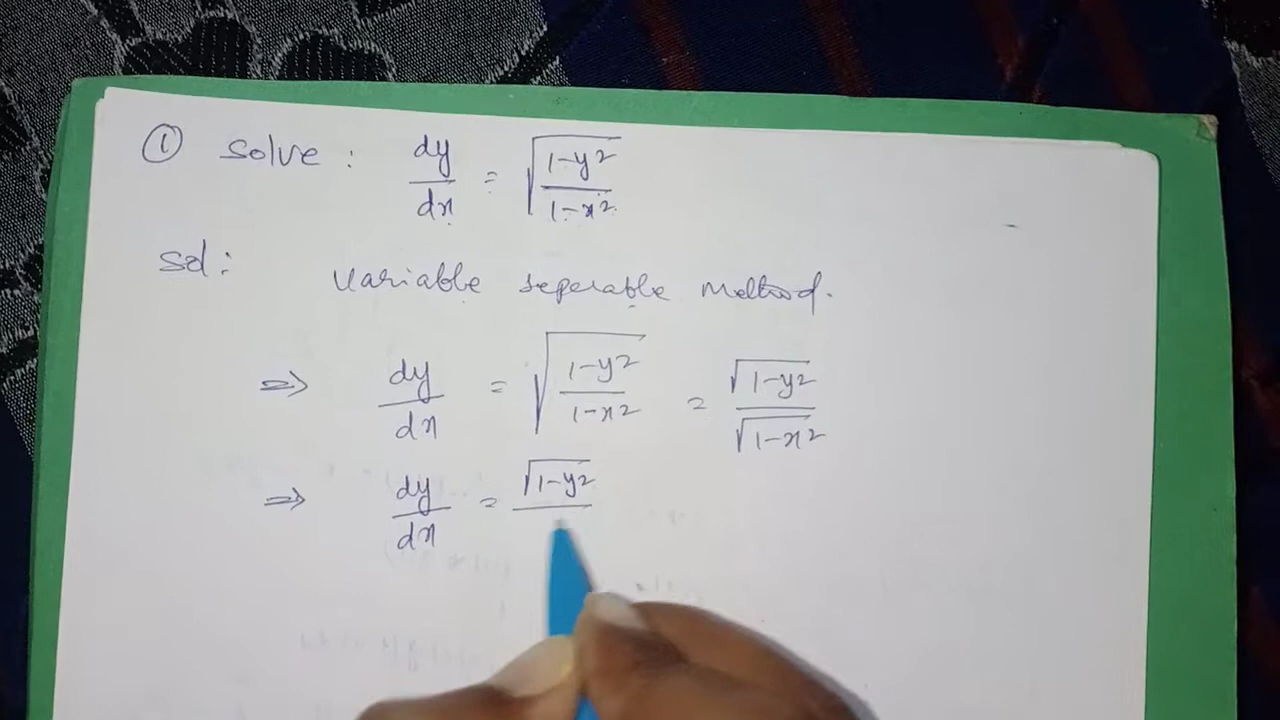 ① Solve : dy/dx = √(1-y²/1-x²)
Sol :
Variable seperable method.
⇒ dy/dx = √(1-y²/1-x²) = √1-y²/√1-x²
⇒ dy/dx = √1-y²/